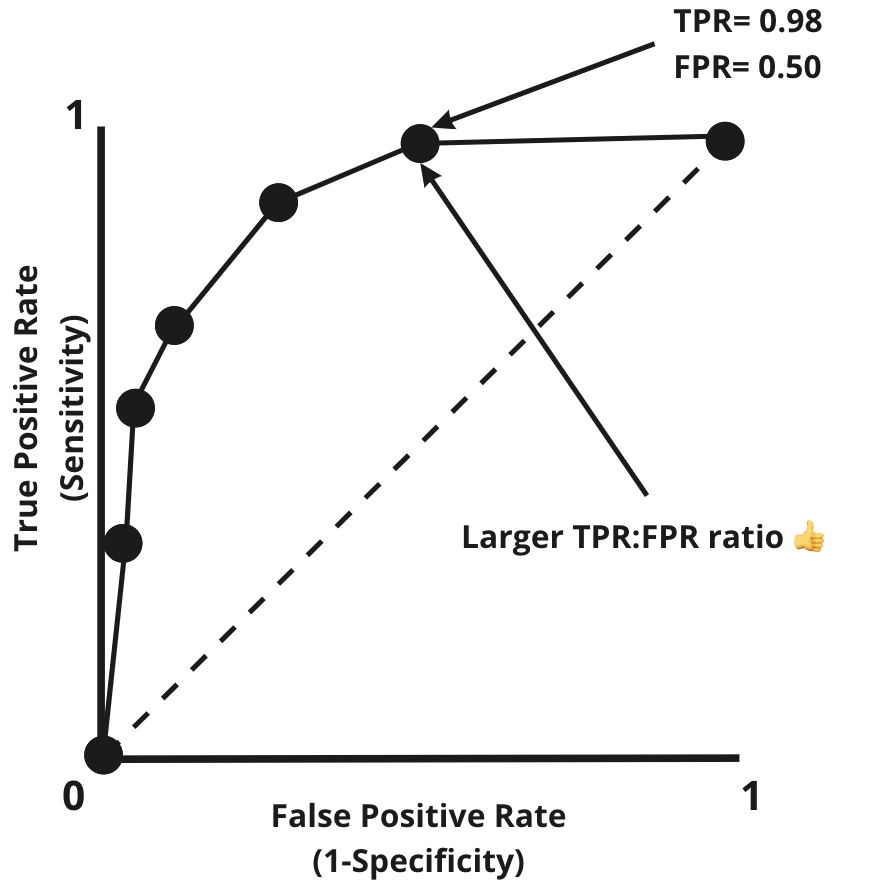 TPR= 0.98
FPR= 0.50
1
True Positive Rate
(Sensitivity)
Larger TPR:FPR ratio 👍
0
1
False Positive Rate
(1-Specificity)